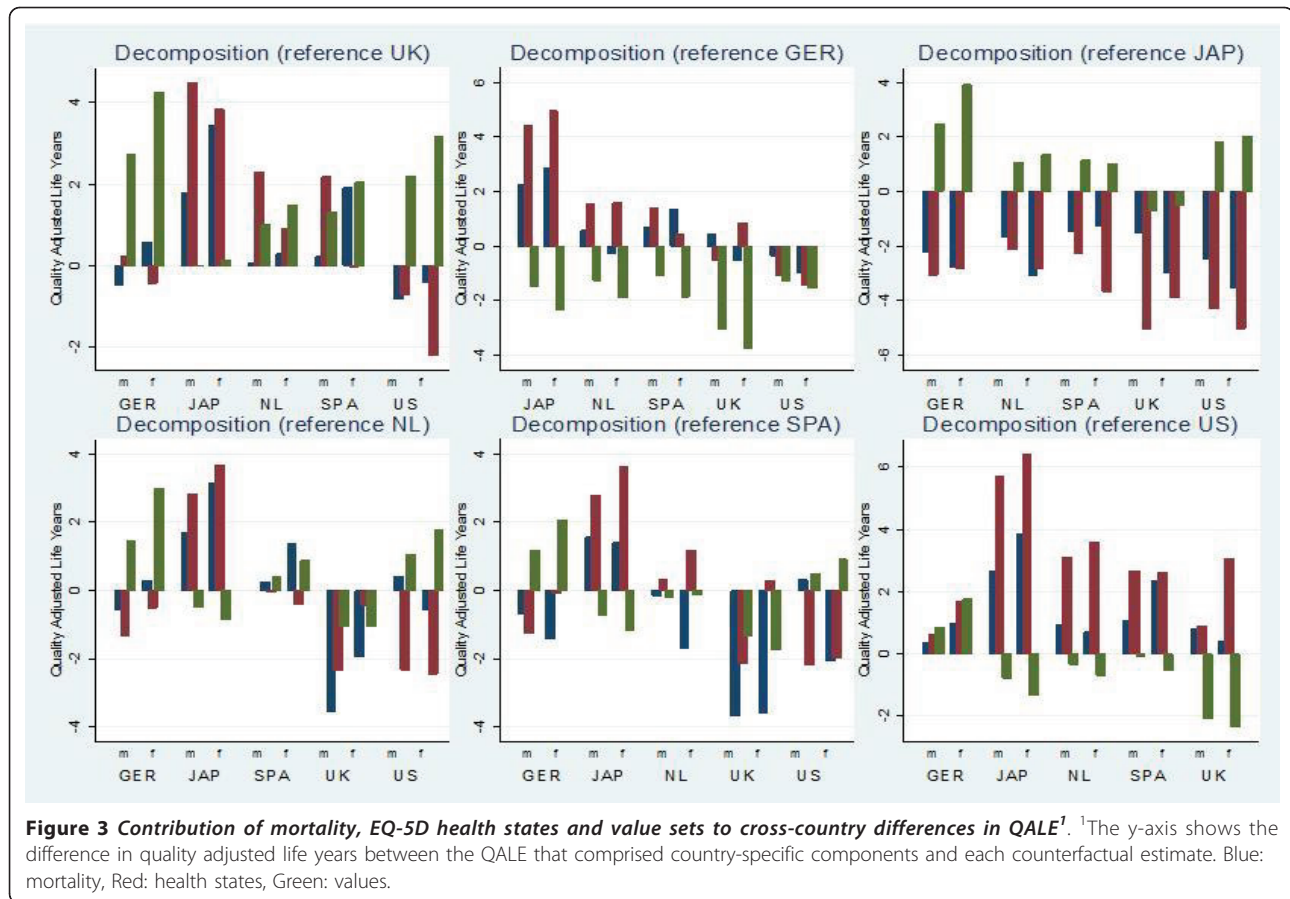 Decomposition (reference UK)
Quality Adjusted Life Years
4
2
0
-2
m f m f m f m f m f
GER JAP NL SPA US
Decomposition (reference GER)
Quality Adjusted Life Years
6
4
2
0
-2
-4
m f m f m f m f m f
JAP NL SPA UK US
Decomposition (reference JAP)
Quality Adjusted Life Years
4
2
0
-2
-4
-6
m f m f m f m f m f
GER NL SPA UK US
Decomposition (reference NL)
Quality Adjusted Life Years
4
2
0
-2
-4
m f m f m f m f m f
GER JAP SPA UK US
Decomposition (reference SPA)
Quality Adjusted Life Years
4
2
0
-2
-4
m f m f m f m f m f
GER JAP NL UK US
Decomposition (reference US)
Quality Adjusted Life Years
6
4
2
0
-2
m f m f m f m f m f
GER JAP NL SPA UK
Figure 3 Contribution of mortality, EQ-5D health states and value sets to cross-country differences in QALE¹. ¹The y-axis shows the
difference in quality adjusted life years between the QALE that comprised country-specific components and each counterfactual estimate. Blue:
mortality, Red: health states, Green: values.